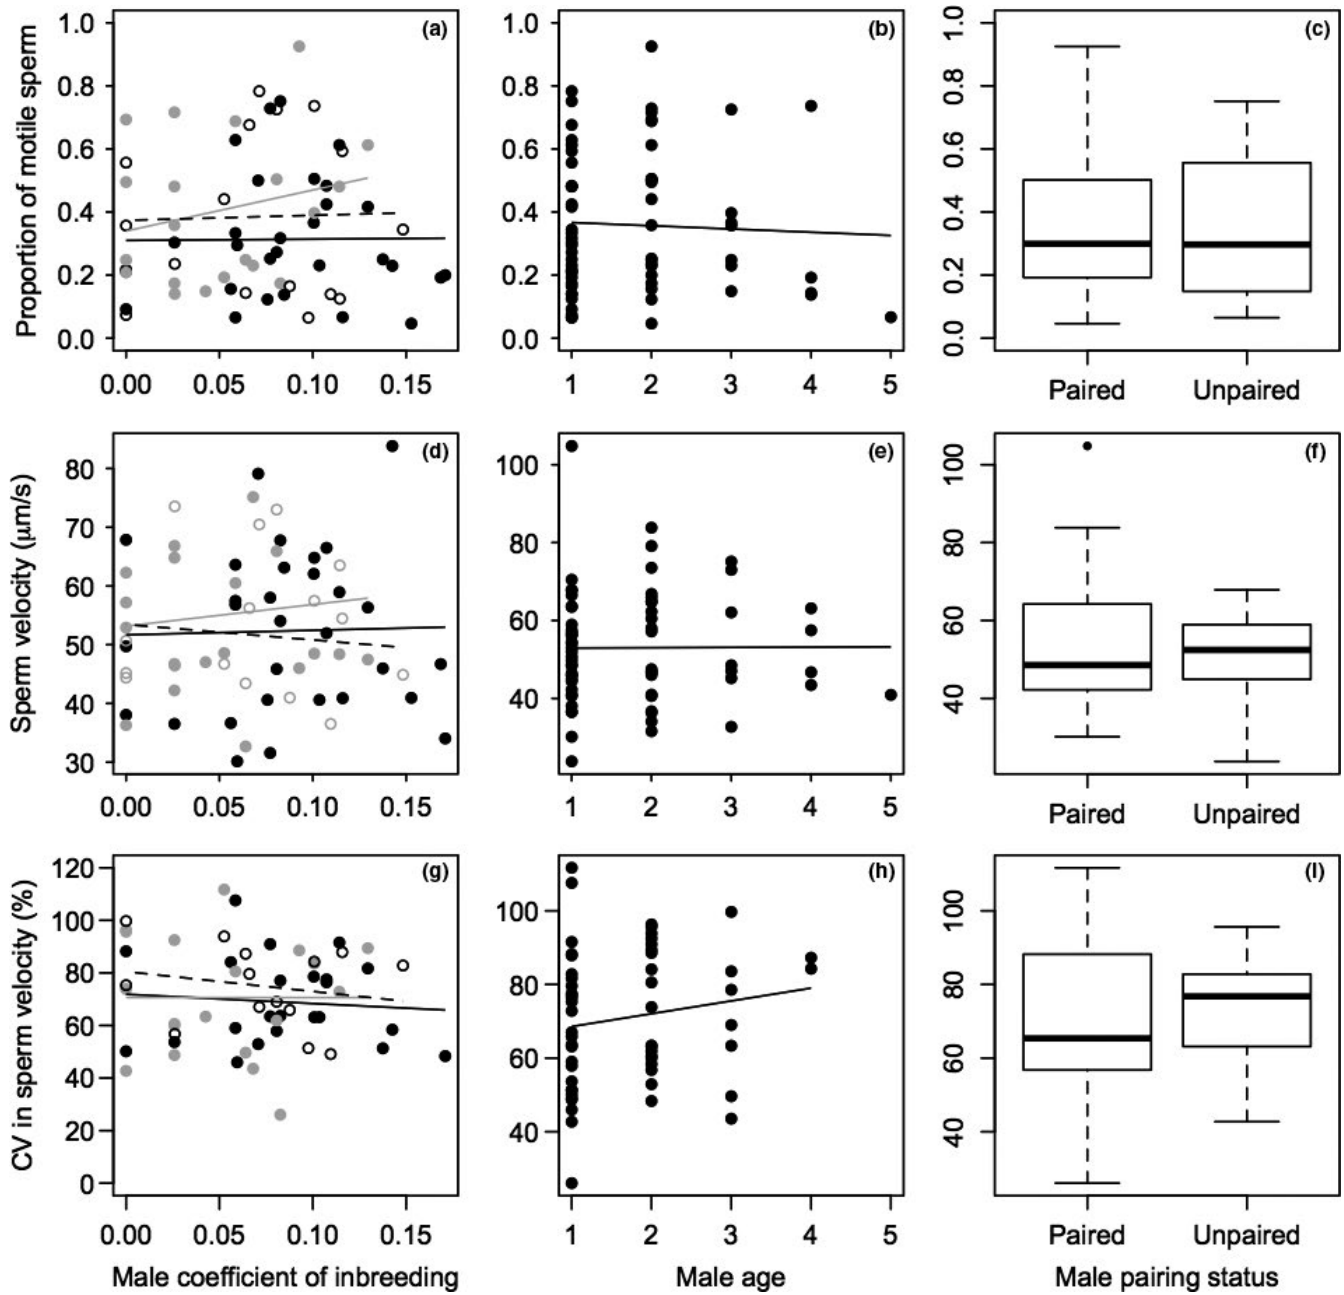 Proportion of motile sperm
1.0
0.8
0.6
0.4
0.2
0.0
(a)
0.00 0.05 0.10 0.15
1.0
0.8
0.6
0.4
0.2
0.0
(b)
1 2 3 4 5
1.0
0.8
0.6
0.4
0.2
0.0
(c)
Paired Unpaired
Sperm velocity (μm/s)
80
70
60
50
40
30
(d)
0.00 0.05 0.10 0.15
100
80
60
40
(e)
1 2 3 4 5
100
80
60
40
(f)
Paired Unpaired
CV in sperm velocity (%)
120
100
80
60
40
20
0
(g)
0.00 0.05 0.10 0.15
Male coefficient of inbreeding
100
80
60
40
(h)
1 2 3 4 5
Male age
100
80
60
40
(I)
Paired Unpaired
Male pairing status